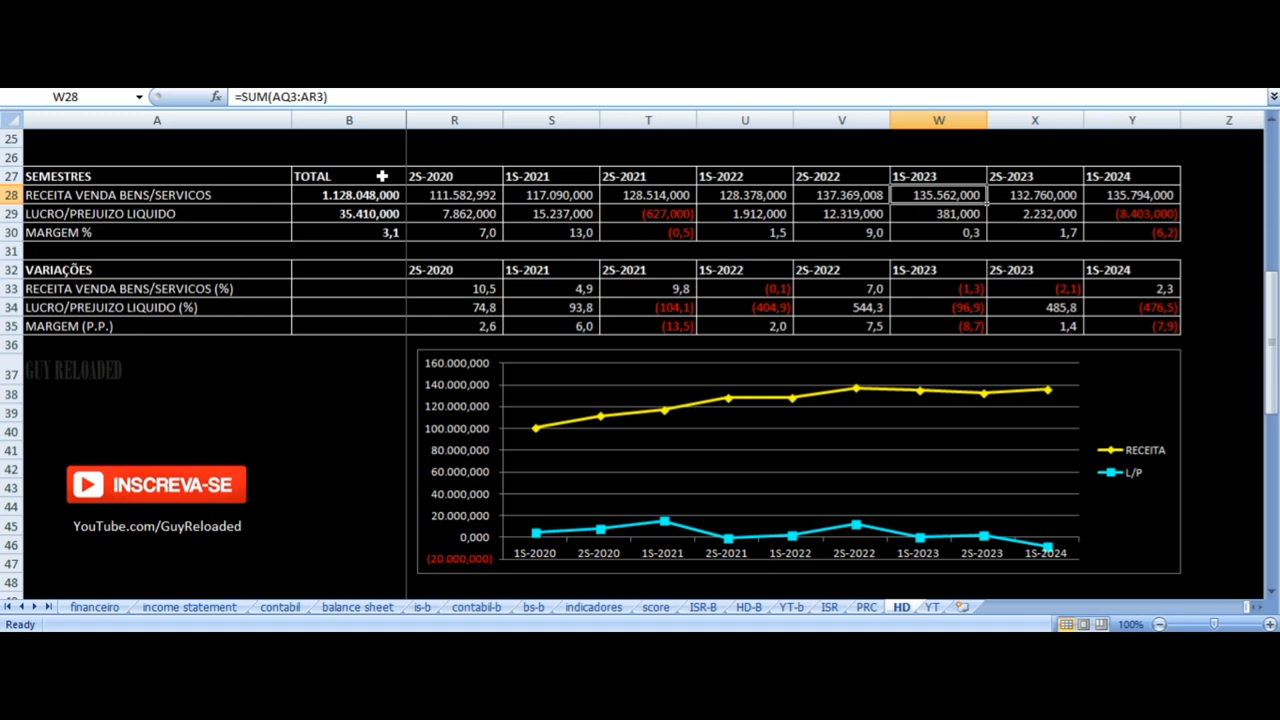 W28 fx =SUM(AQ3:AR3)
A B R S T U V W X Y Z
25
26
27 SEMESTRES TOTAL 2S-2020 1S-2021 2S-2021 1S-2022 2S-2022 1S-2023 2S-2023 1S-2024
28 RECEITA VENDA BENS/SERVICOS 1.128.048,000 111.582,992 117.090,000 128.514,000 128.378,000 137.369,008 135.562,000 132.760,000 135.794,000
29 LUCRO/PREJUIZO LIQUIDO 35.410,000 7.862,000 15.237,000 (627,000) 1.912,000 12.319,000 381,000 2.232,000 (8.403,000)
30 MARGEM % 3,1 7,0 13,0 (0,5) 1,5 9,0 0,3 1,7 (6,2)
31
32 VARIAÇÕES 2S-2020 1S-2021 2S-2021 1S-2022 2S-2022 1S-2023 2S-2023 1S-2024
33 RECEITA VENDA BENS/SERVICOS (%) 10,5 4,9 9,8 (0,1) 7,0 (1,3) (2,1) 2,3
34 LUCRO/PREJUIZO LIQUIDO (%) 74,8 93,8 (104,1) (404,9) 544,3 (96,9) 485,8 (476,5)
35 MARGEM (P.P.) 2,6 6,0 (13,5) 2,0 7,5 (8,7) 1,4 (7,9)
36
37 GUY RELOADED
38
39
40
41
42
43
44
45
46
47
48
INSCREVA-SE
YouTube.com/GuyReloaded
160.000,000
140.000,000
120.000,000
100.000,000
80.000,000
60.000,000
40.000,000
20.000,000
0,000
(20.000,000)
1S-2020 2S-2020 1S-2021 2S-2021 1S-2022 2S-2022 1S-2023 2S-2023 1S-2024
RECEITA
L/P
financeiro income statement contabil balance sheet is-b contabil-b bs-b indicadores score ISR-B HD-B YT-b ISR PRC HD YT
Ready 100%